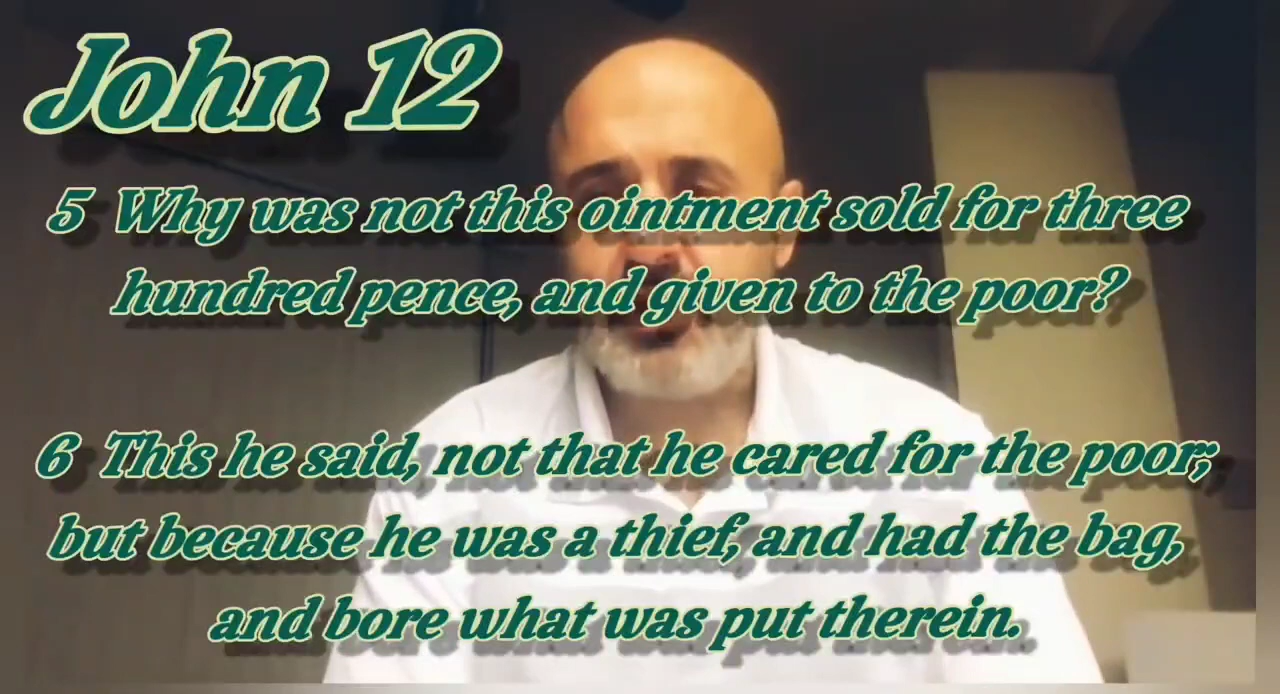 John 12
5 Why was not this ointment sold for three
hundred pence, and given to the poor?
6 This he said, not that he cared for the poor;
but because he was a thief, and had the bag,
and bore what was put therein.